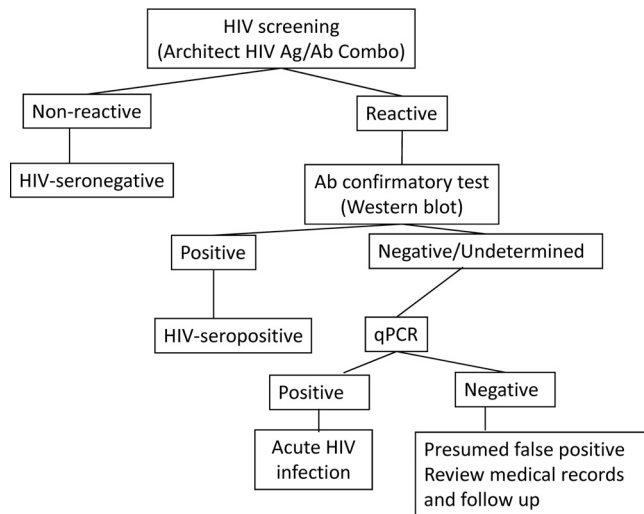 HIV screening
(Architect HIV Ag/Ab Combo)
Non-reactive
Reactive
HIV-seronegative
Ab confirmatory test
(Western blot)
Positive
Negative/Undetermined
HIV-seropositive
qPCR
Positive
Negative
Acute HIV
infection
Presumed false positive
Review medical records
and follow up